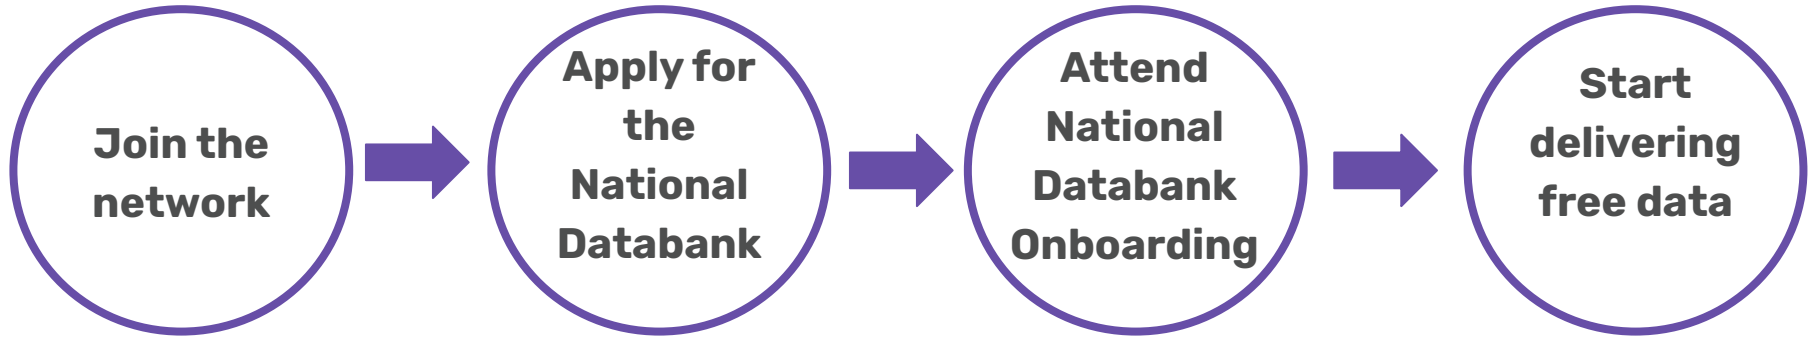 Join the
network
Apply for
the
National
Databank
Attend
National
Databank
Onboarding
Start
delivering
free data